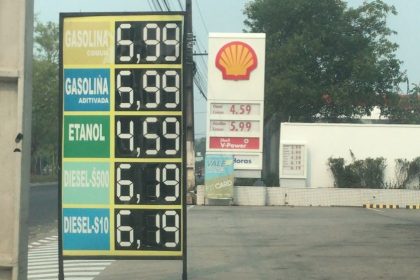 GASOLINA
COMUM
5,99
GASOLINA
ADITIVADA
5,99
ETANOL
4,59
DIESEL-S500
6,19
DIESEL-S10
6,19
4.59
5.99
Shell
V-Power
VALE